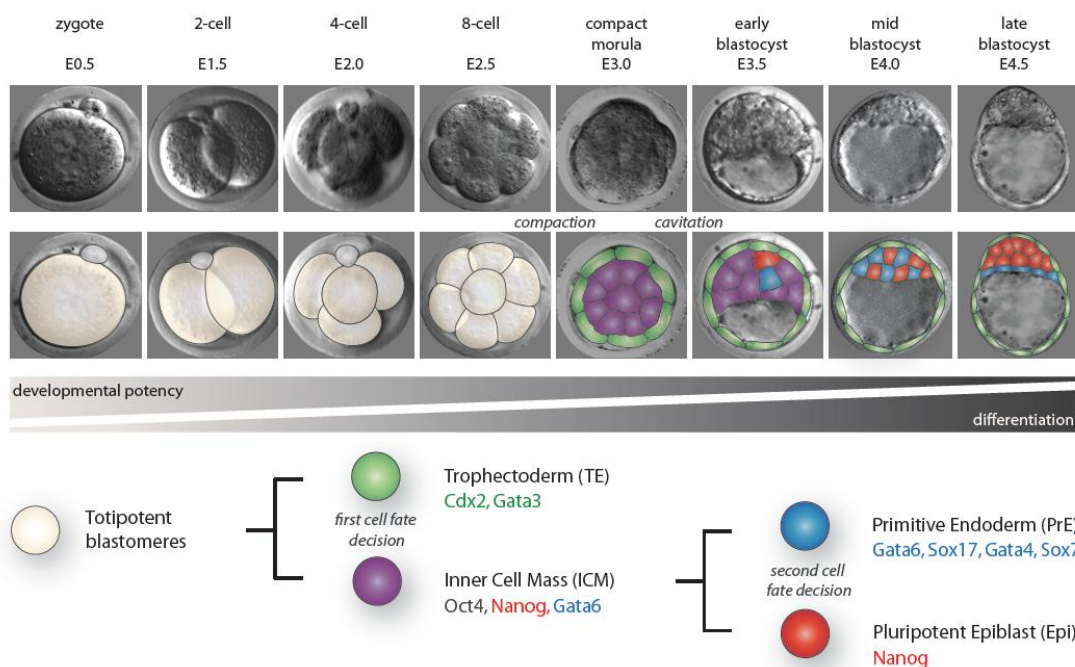 zygote
E0.5
2-cell
E1.5
4-cell
E2.0
8-cell
E2.5
compact
morula
E3.0
early
blastocyst
E3.5
mid
blastocyst
E4.0
late
blastocyst
E4.5
compaction
cavitation
developmental potency
differentiation
Totipotent
blastomeres
first cell fate
decision
Trophectoderm (TE)
Cdx2, Gata3
Inner Cell Mass (ICM)
Oct4, Nanog, Gata6
second cell
fate decision
Primitive Endoderm (PrE)
Gata6, Sox17, Gata4, Sox7
Pluripotent Epiblast (Epi)
Nanog